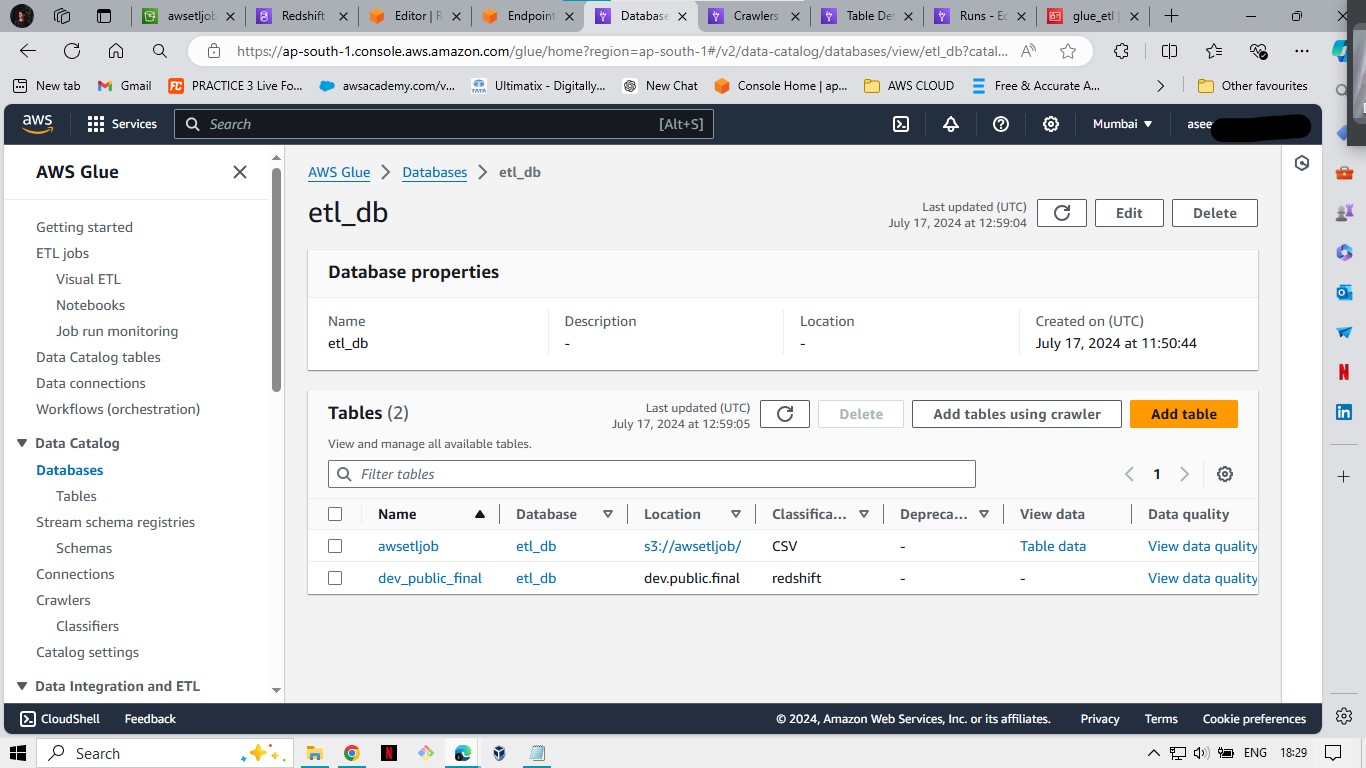 awsetljob
Redshift
Editor | R
Endpoint
Database
Crawlers
Table Det
Runs - Ec
glue_etl |
https://ap-south-1.console.aws.amazon.com/glue/home?region=ap-south-1#/v2/data-catalog/databases/view/etl_db?catal...
New tab
Gmail
PRACTICE 3 Live Fo...
awsacademy.com/v...
Ultimatix - Digitally...
New Chat
Console Home | ap...
AWS CLOUD
Free & Accurate A...
Other favourites
aws
Services
Search
[Alt+S]
Mumbai
asee
AWS Glue
Getting started
ETL jobs
Visual ETL
Notebooks
Job run monitoring
Data Catalog tables
Data connections
Workflows (orchestration)
Data Catalog
Databases
Tables
Stream schema registries
Schemas
Connections
Crawlers
Classifiers
Catalog settings
Data Integration and ETL
AWS Glue > Databases > etl_db
etl_db
Last updated (UTC)
July 17, 2024 at 12:59:04
Edit
Delete
Database properties
Name
etl_db
Description
-
Location
-
Created on (UTC)
July 17, 2024 at 11:50:44
Tables (2)
Last updated (UTC)
July 17, 2024 at 12:59:05
Delete
Add tables using crawler
Add table
View and manage all available tables.
Filter tables
1
Name Database Location Classifica... Depreca... View data Data quality
awsetljob etl_db s3://awsetljob/ CSV - Table data View data quality
dev_public_final etl_db dev.public.final redshift - - View data quality
CloudShell
Feedback
© 2024, Amazon Web Services, Inc. or its affiliates.
Privacy
Terms
Cookie preferences
Search
ENG
18:29